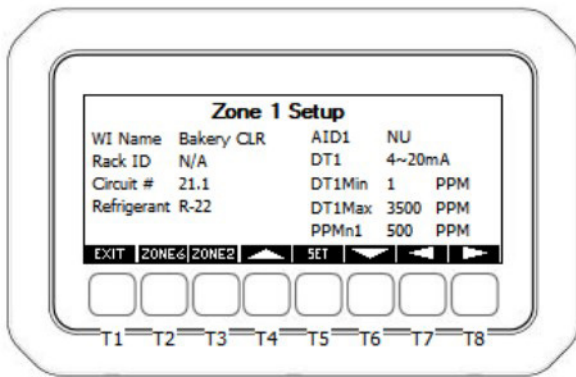 Zone 1 Setup
WI Name Bakery CLR
Rack ID N/A
Circuit # 21.1
Refrigerant R-22
AID1 NU
DT1 4~20mA
DT1Min 1 PPM
DT1Max 3500 PPM
PPMn1 500 PPM
EXIT ZONE6 ZONE2 SET
T1 T2 T3 T4 T5 T6 T7 T8